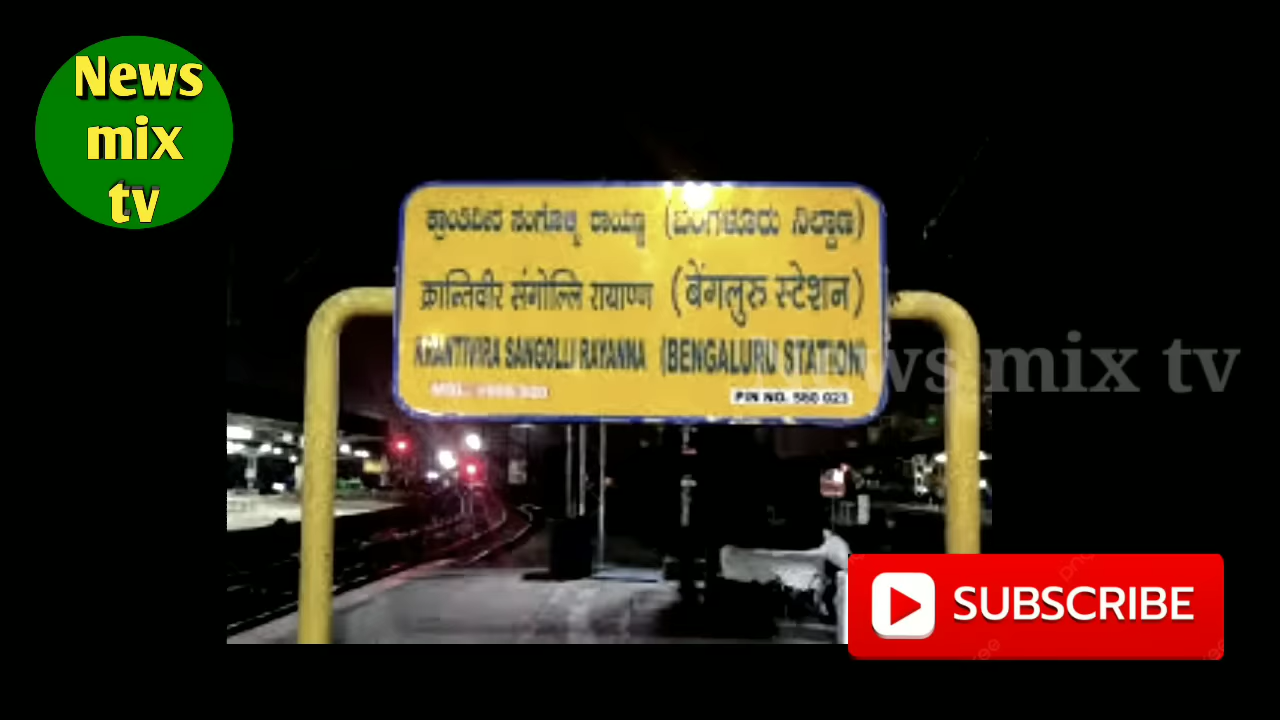 News
mix
tv
ಕ್ರಾಂತಿವೀರ ಸಂಗೊಳ್ಳಿ ರಾಯಣ್ಣ (ಬೆಂಗಳೂರು ನಿಲ್ದಾಣ)
क्रान्तिवीर संगोल्लि रायाण्ण (बेंगलुरु स्टेशन)
KRANTIVIRA SANGOLLI RAYANNA (BENGALURU STATION)
PIN NO. 560 023
News mix tv
SUBSCRIBE